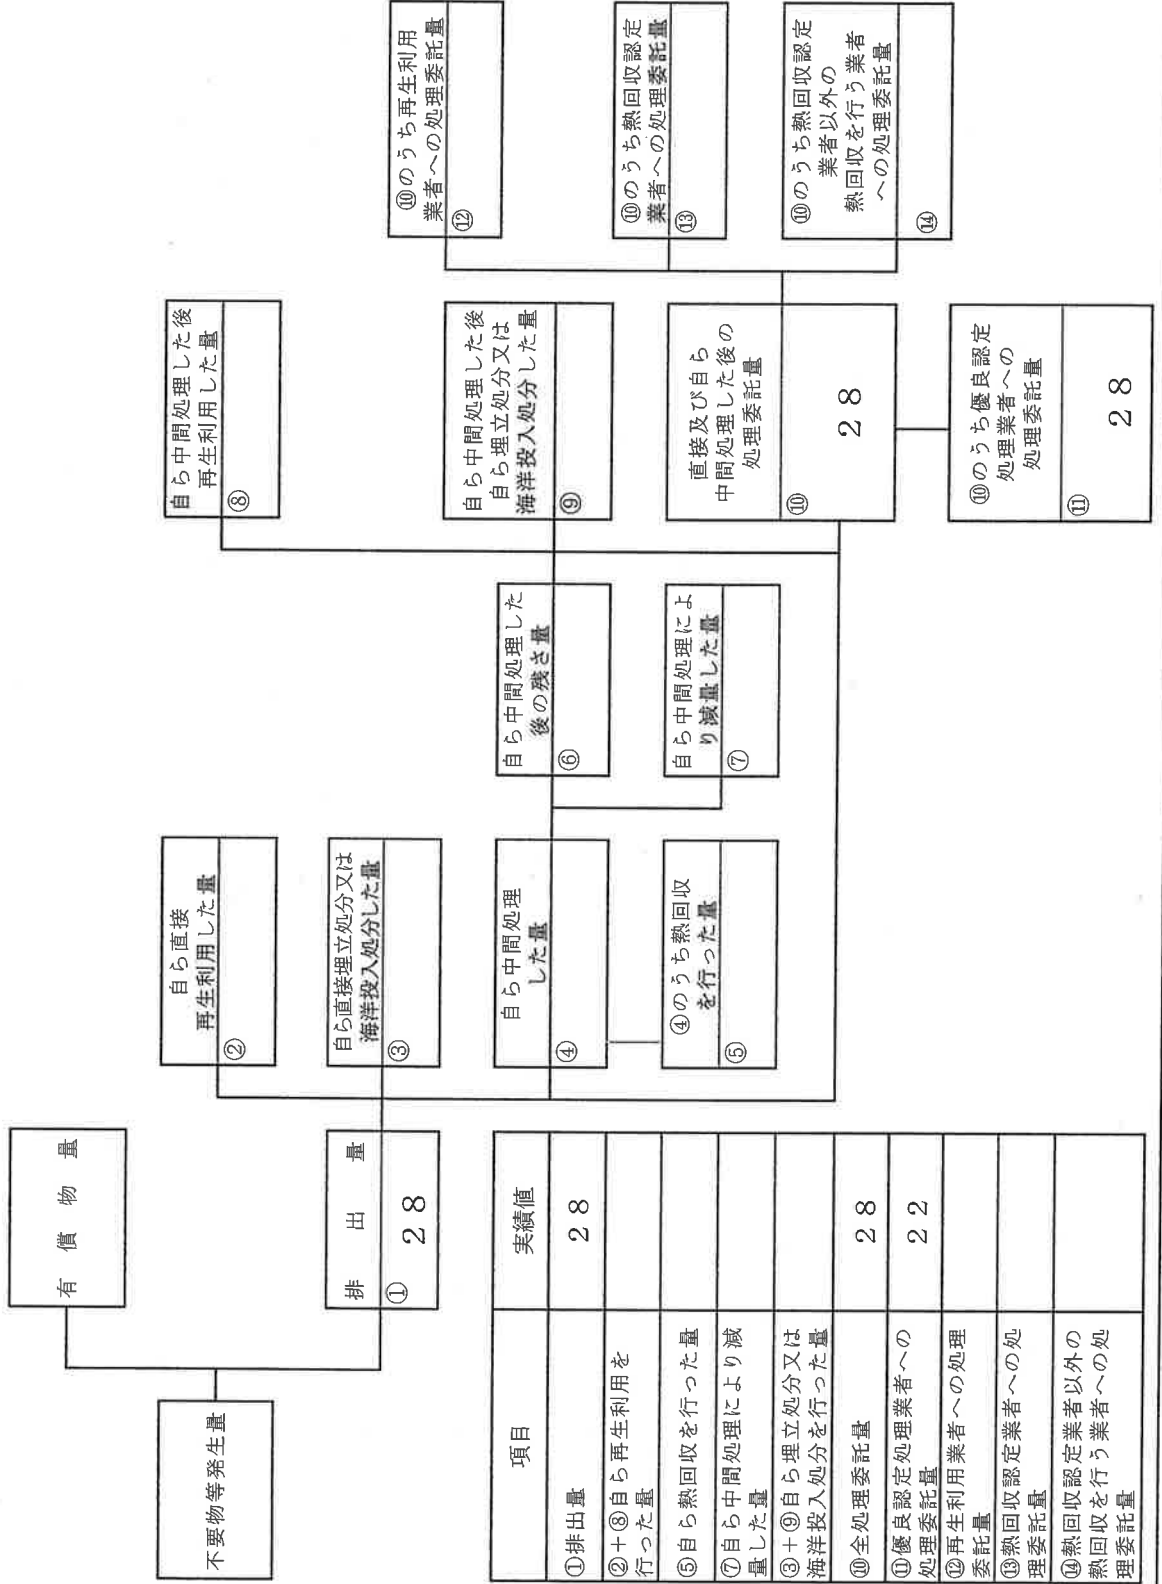 不要物等発生量
有償物量
排出量
①
28
自ら直接
再生利用した量
②
自ら直接埋立処分又は
海洋投入処分した量
③
自ら中間処理
した量
④
④のうち熱回収
を行った量
⑤
自ら中間処理した
後の残さ量
⑥
自ら中間処理によ
り減量した量
⑦
自ら中間処理した後
再生利用した量
⑧
自ら中間処理した後
自ら埋立処分又は
海洋投入処分した量
⑨
直接及び自ら
中間処理した後の
処理委託量
⑩
28
⑩のうち優良認定
処理業者への
処理委託量
⑪
28
⑩のうち再生利用
業者への処理委託量
⑫
⑩のうち熱回収認定
業者への処理委託量
⑬
⑩のうち熱回収認定
業者以外の
熱回収を行う業者
への処理委託量
⑭
項目 実績値
①排出量 28
②+⑧自ら再生利用を
行った量
⑤自ら熱回収を行った量
⑦自ら中間処理により減
量した量
③+⑨自ら埋立処分又は
海洋投入処分を行った量
⑩全処理委託量 28
⑪優良認定処理業者への
処理委託量 22
⑫再生利用業者への処理
委託量
⑬熱回収認定業者への処
理委託量
⑭熱回収認定業者以外の
熱回収を行う業者への処
理委託量